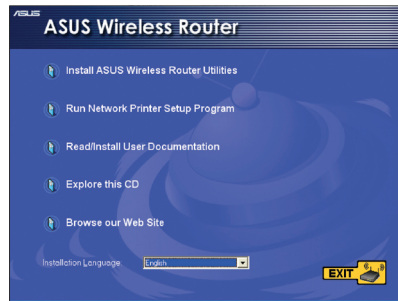 ASUS
ASUS Wireless Router
Install ASUS Wireless Router Utilities
Run Network Printer Setup Program
Read/Install User Documentation
Explore this CD
Browse our Web Site
Installation Language: English
EXIT